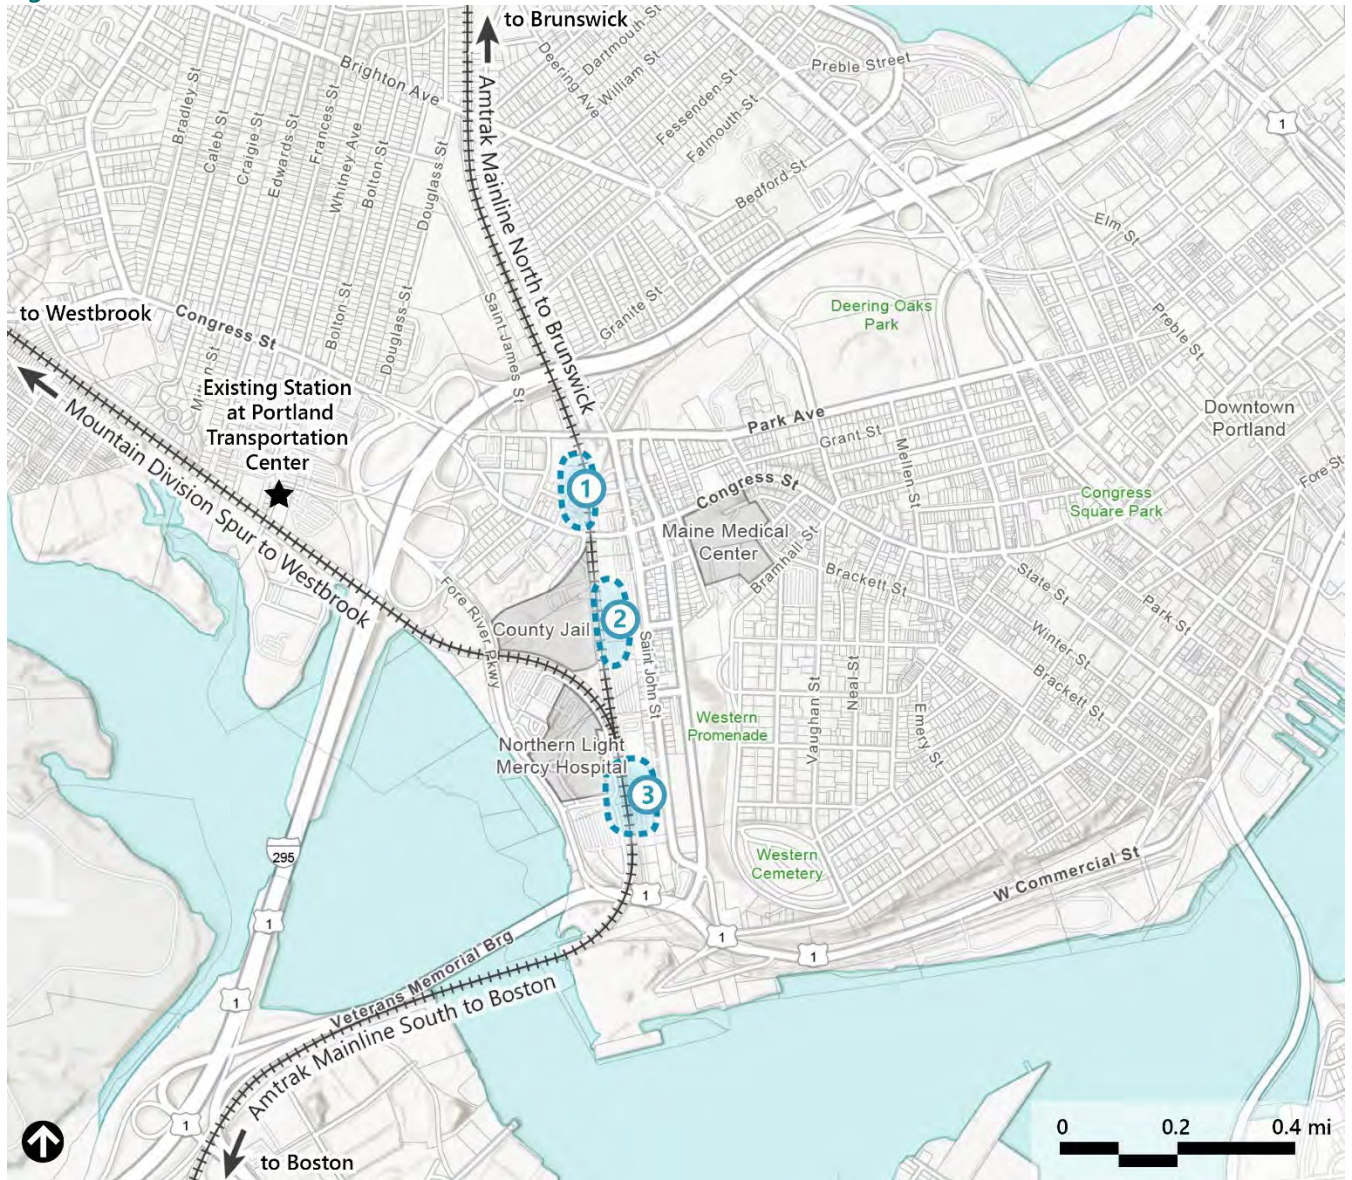 to Brunswick
Dartmouth St
Deering Ave
William St
Preble Street
Brighton Ave
Fessenden St
Falmouth St
Bedford St
1
Bradley St
Caleb St
Craigie St
Edwards St
Frances St
Whitney Ave
Bolton St
Douglass St
Amtrak Mainline North to Brunswick
Elm St
Saint James St
Granite St
Deering Oaks
Park
Preble St
to Westbrook
Congress St
Bolton St
Douglass St
Existing Station
at Portland
Transportation
Center
Mountain Division Spur to Westbrook
Park Ave
Grant St
Mellen St
Downtown
Portland
Fore St
1
Congress St
Congress
Square Park
Maine Medical
Center
Bramhall St
Brackett St
State St
Park St
Fore River Pkwy
County Jail
2
Saint John St
Winter St
Brackett St
Vaughan St
Neal St
Emery St
Western
Promenade
Northern Light
Mercy Hospital
3
295
Western
Cemetery
W Commercial St
1
1
1
1
Veterans Memorial Brg
1
Amtrak Mainline South to Boston
1
to Boston
0
0.2
0.4 mi